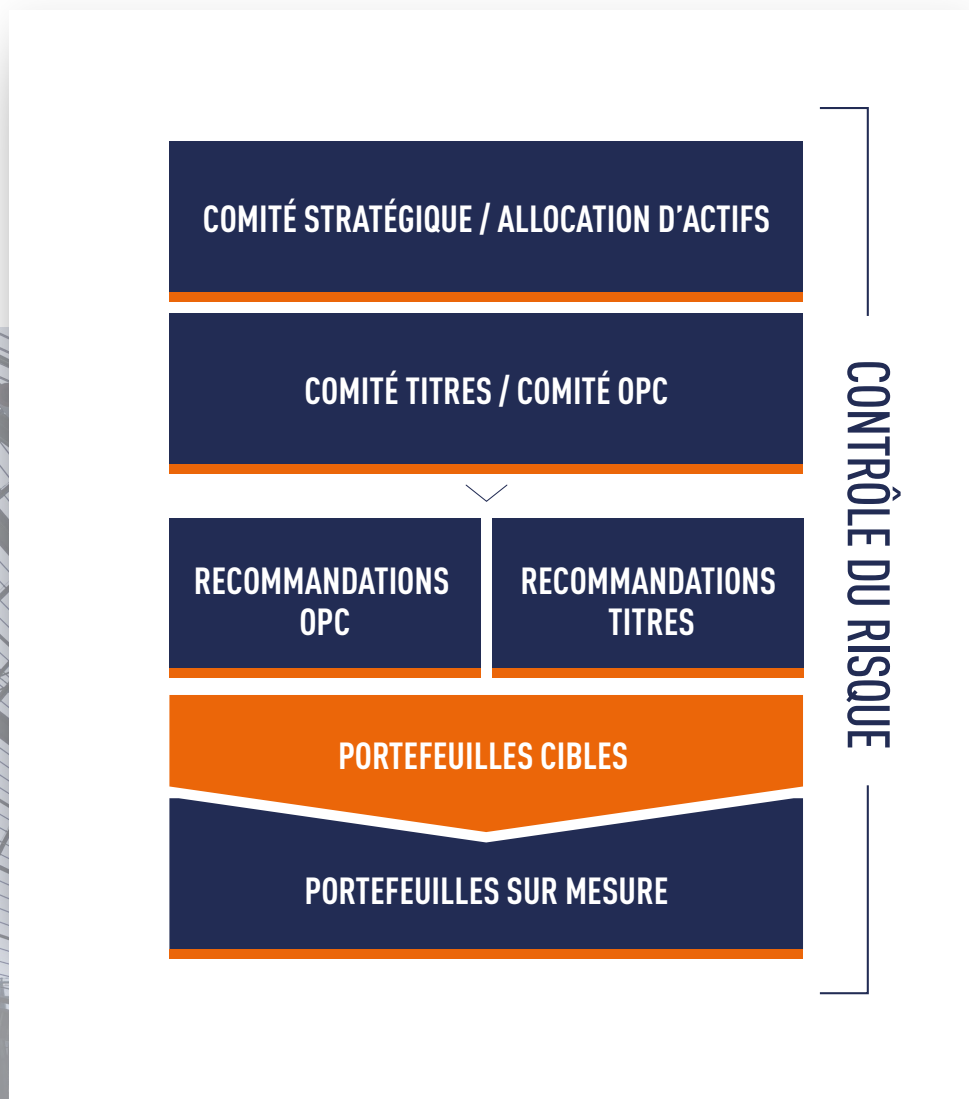 COMITÉ STRATÉGIQUE / ALLOCATION D’ACTIFS
COMITÉ TITRES / COMITÉ OPC
RECOMMANDATIONS
OPC
RECOMMANDATIONS
TITRES
PORTEFEUILLES CIBLES
PORTEFEUILLES SUR MESURE
CONTRÔLE DU RISQUE